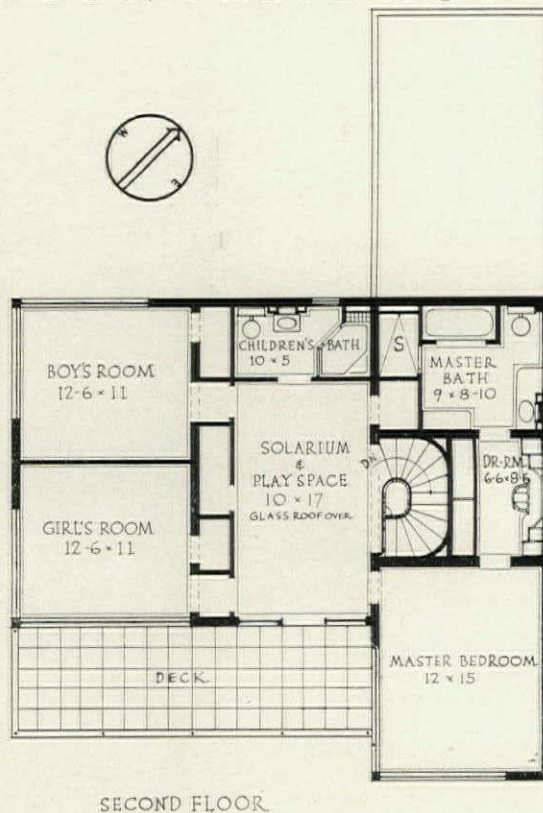 W
E
BOY'S ROOM
12-6 × 11
CHILDREN'S BATH
10 × 5
S
MASTER
BATH
9 × 8-10
SOLARIUM
&
PLAY SPACE
10 × 17
GLASS ROOF OVER
DN
DR-RM
6-6×8-6
GIRL'S ROOM
12-6 × 11
DECK
MASTER BEDROOM
12 × 15
SECOND FLOOR